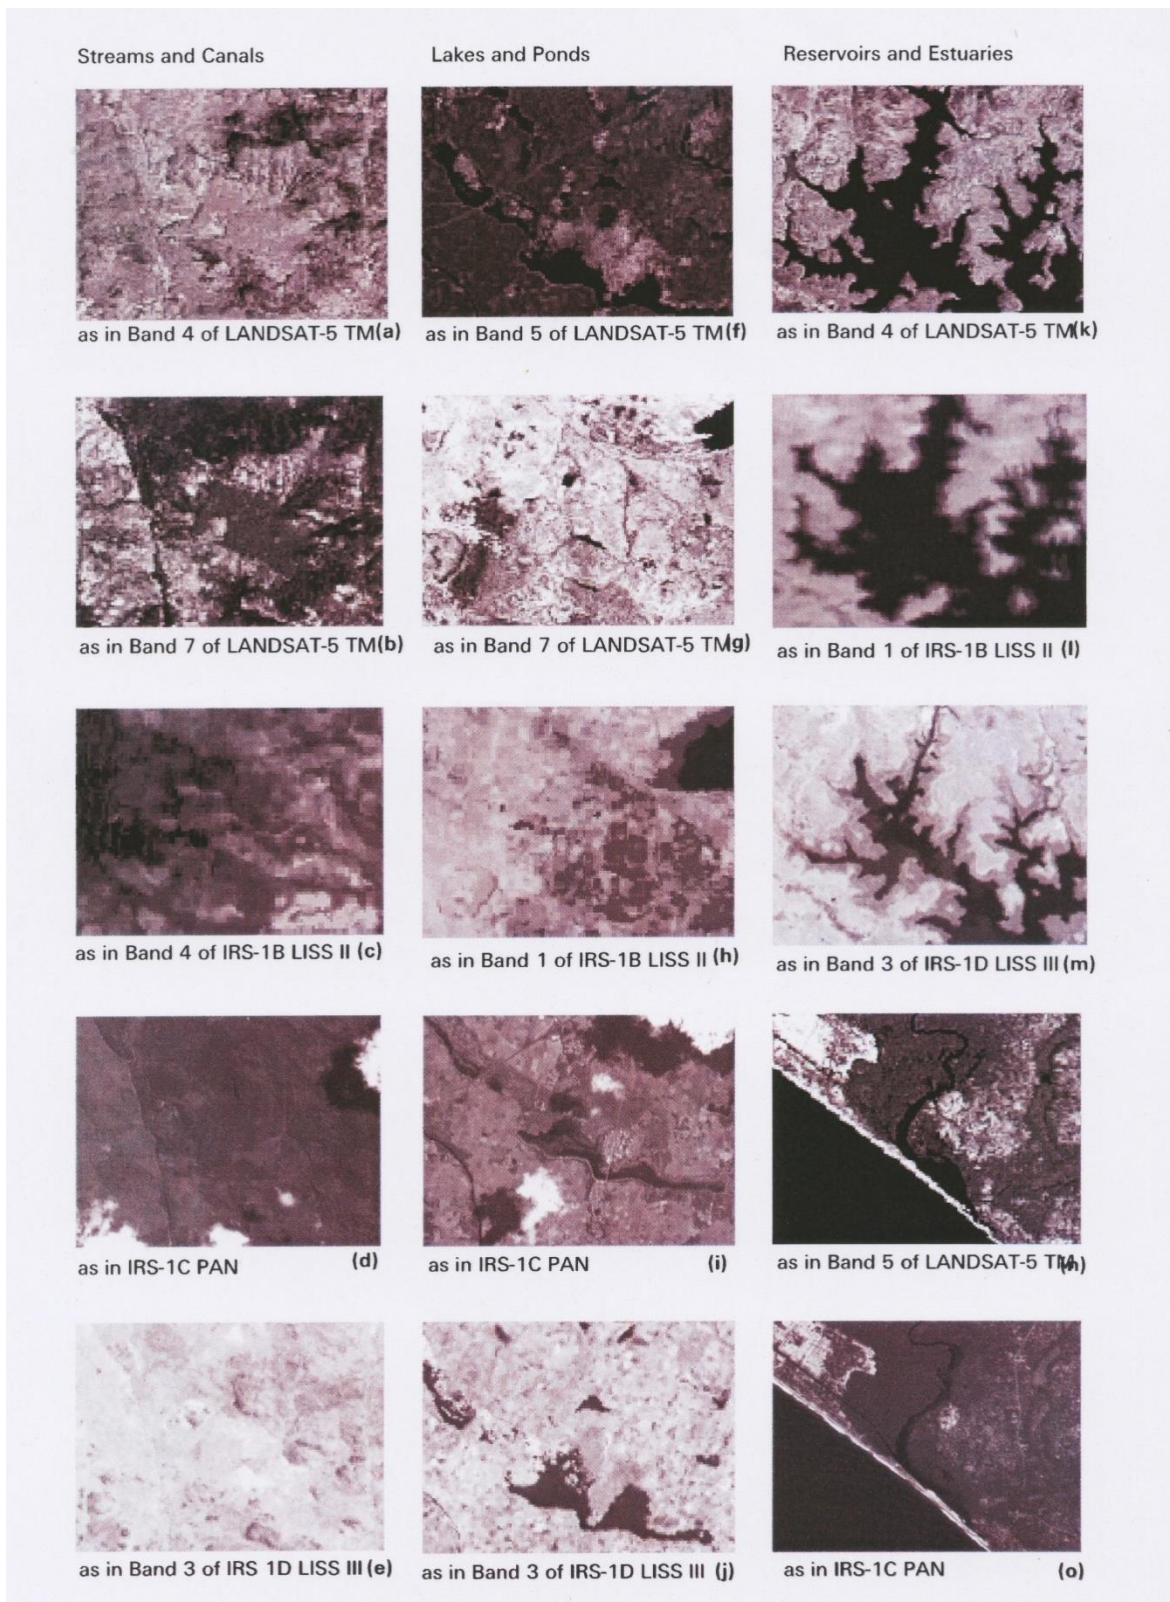 Streams and Canals
Lakes and Ponds
Reservoirs and Estuaries
as in Band 4 of LANDSAT-5 TM(a)
as in Band 5 of LANDSAT-5 TM(f)
as in Band 4 of LANDSAT-5 TM(k)
as in Band 7 of LANDSAT-5 TM(b)
as in Band 7 of LANDSAT-5 TM(g)
as in Band 1 of IRS-1B LISS II (l)
as in Band 4 of IRS-1B LISS II (c)
as in Band 1 of IRS-1B LISS II (h)
as in Band 3 of IRS-1D LISS III (m)
as in IRS-1C PAN (d)
as in IRS-1C PAN (i)
as in Band 5 of LANDSAT-5 TM(n)
as in Band 3 of IRS 1D LISS III (e)
as in Band 3 of IRS-1D LISS III (j)
as in IRS-1C PAN (o)